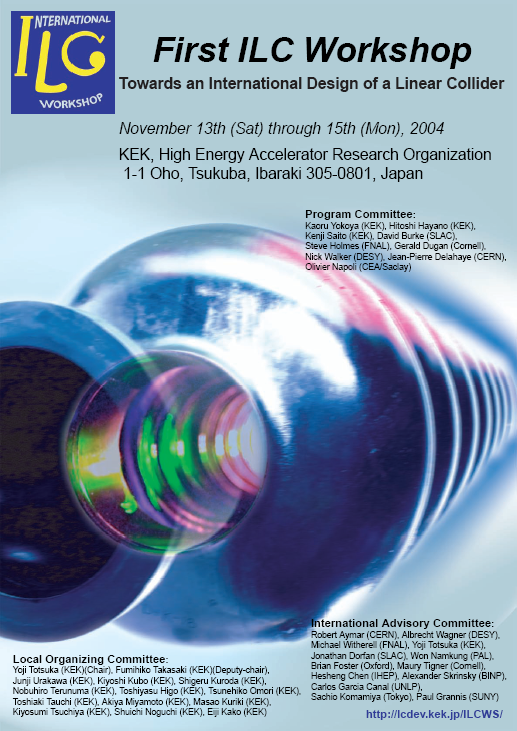 INTERNATIONAL
ILC
WORKSHOP
First ILC Workshop
Towards an International Design of a Linear Collider
November 13th (Sat) through 15th (Mon), 2004
KEK, High Energy Accelerator Research Organization
1-1 Oho, Tsukuba, Ibaraki 305-0801, Japan
Program Committee:
Kaoru Yokoya (KEK), Hitoshi Hayano (KEK),
Kenji Saito (KEK), David Burke (SLAC),
Steve Holmes (FNAL), Gerald Dugan (Cornell),
Nick Walker (DESY), Jean-Pierre Delahaye (CERN),
Olivier Napoli (CEA/Saclay)
Local Organizing Committee:
Yoji Totsuka (KEK)(Chair), Fumihiko Takasaki (KEK)(Deputy-chair),
Junji Urakawa (KEK), Kiyoshi Kubo (KEK), Shigeru Kuroda (KEK),
Nobuhiro Terunuma (KEK), Toshiyasu Higo (KEK), Tsunehiko Omori (KEK),
Toshiaki Tauchi (KEK), Akiya Miyamoto (KEK), Masao Kuriki (KEK),
Kiyosumi Tsuchiya (KEK), Shuichi Noguchi (KEK), Eiji Kako (KEK)
International Advisory Committee:
Robert Aymar (CERN), Albrecht Wagner (DESY),
Michael Witherell (FNAL), Yoji Totsuka (KEK),
Jonathan Dorfan (SLAC), Won Namkung (PAL),
Brian Foster (Oxford), Maury Tigner (Cornell),
Hesheng Chen (IHEP), Alexander Skrinsky (BINP),
Carlos Garcia Canal (UNLP),
Sachio Komamiya (Tokyo), Paul Grannis (SUNY)
http://lcdev.kek.jp/ILCWS/